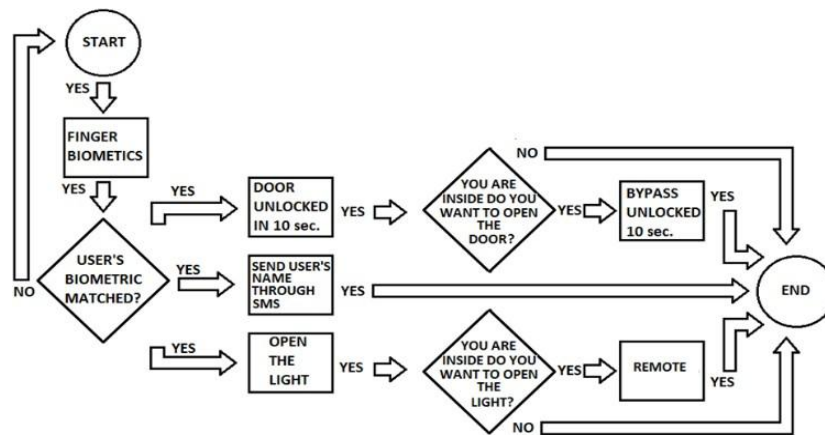 START
YES
FINGER
BIOMETICS
YES
USER'S
BIOMETRIC
MATCHED?
NO
YES
DOOR
UNLOCKED
IN 10 sec.
YES
YOU ARE
INSIDE DO YOU
WANT TO OPEN
THE
DOOR?
NO
YES
BYPASS
UNLOCKED
10 sec.
YES
YES
SEND USER'S
NAME
THROUGH
SMS
YES
END
YES
OPEN
THE
LIGHT
YES
YOU ARE
INSIDE DO YOU
WANT TO OPEN
THE
LIGHT?
NO
YES
REMOTE
YES